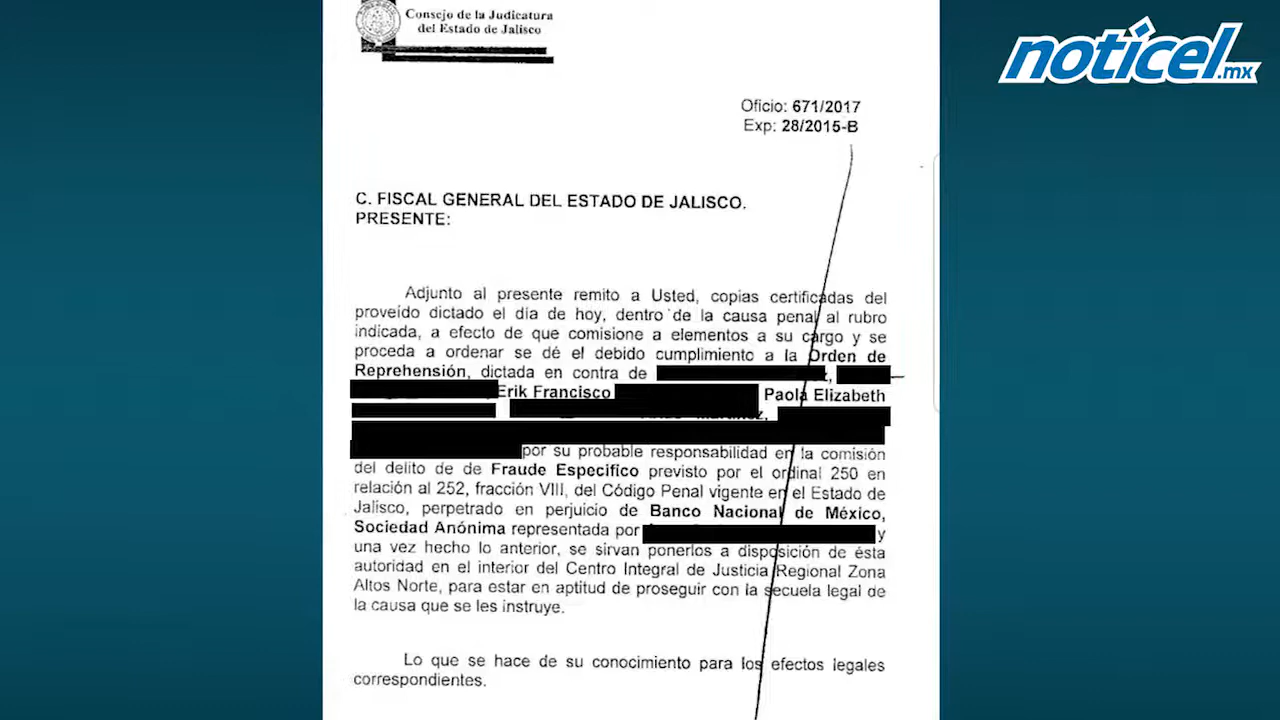 Consejo de la Judicatura
del Estado de Jalisco
noticel.mx
Oficio: 671/2017
Exp: 28/2015-B
C. FISCAL GENERAL DEL ESTADO DE JALISCO.
PRESENTE:
Adjunto al presente remito a Usted, copias certificadas del
proveído dictado el día de hoy, dentro de la causa penal al rubro
indicada, a efecto de que comisione a elementos a su cargo y se
proceda a ordenar se dé el debido cumplimiento a la Orden de
Reprehensión, dictada en contra de
Erik Francisco Paola Elizabeth
por su probable responsabilidad en la comisión
del delito de de Fraude Especifico previsto por el ordinal 250 en
relación al 252, fracción VIII, del Código Penal vigente en el Estado de
Jalisco, perpetrado en perjuicio de Banco Nacional de México,
Sociedad Anónima representada por y
una vez hecho lo anterior, se sirvan ponerlos a disposición de ésta
autoridad en el interior del Centro Integral de Justicia Regional Zona
Altos Norte, para estar en aptitud de proseguir con la secuela legal de
la causa que se les instruye.
Lo que se hace de su conocimiento para los efectos legales
correspondientes.